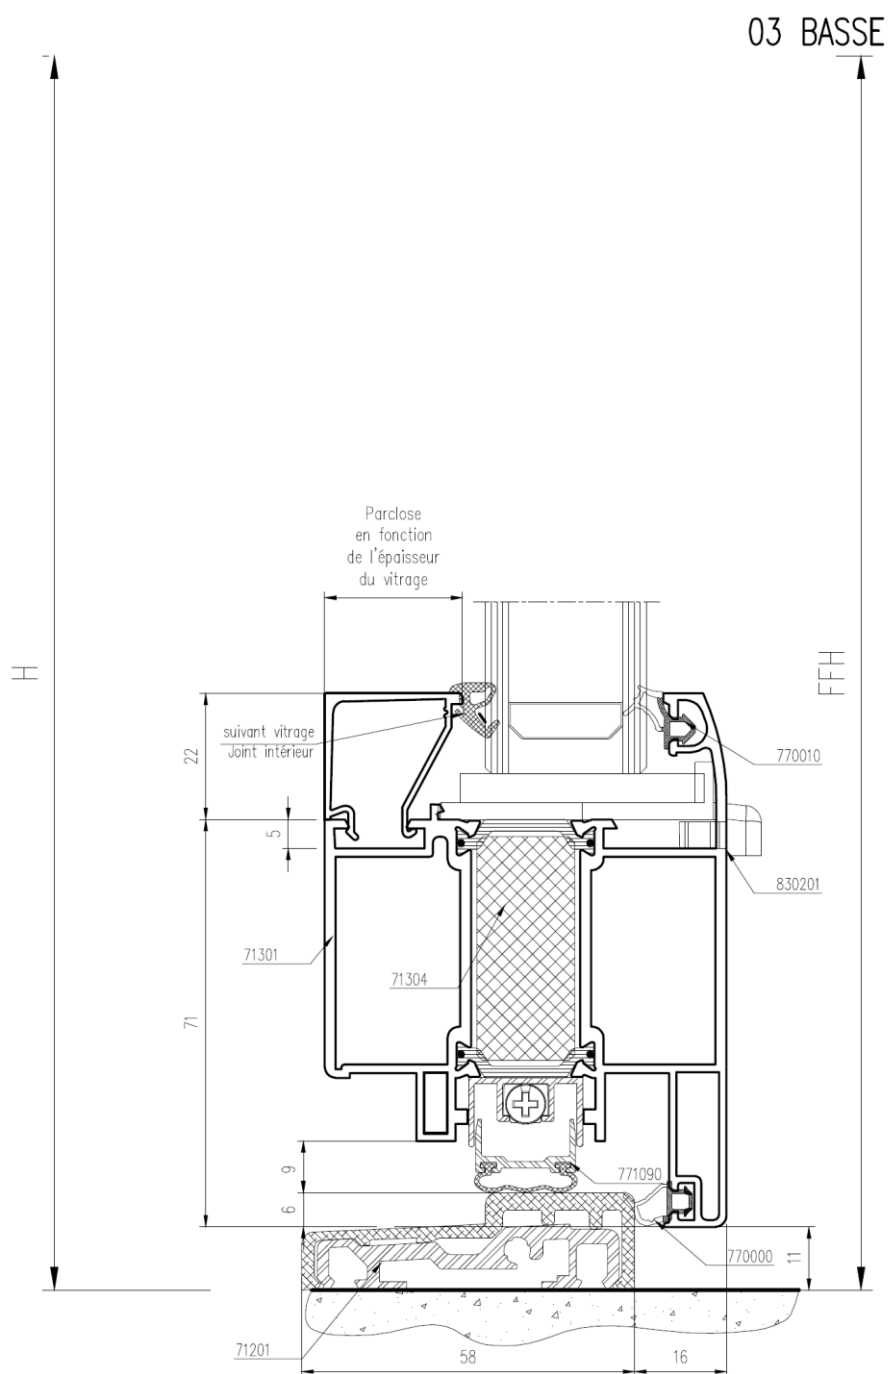 03 BASSE
Parclose
en fonction
de l'épaisseur
du vitrage
H
FFH
suivant vitrage
Joint intérieur
22
770010
5
830201
71301
71304
71
9
771090
6
770000
11
71201
58
16